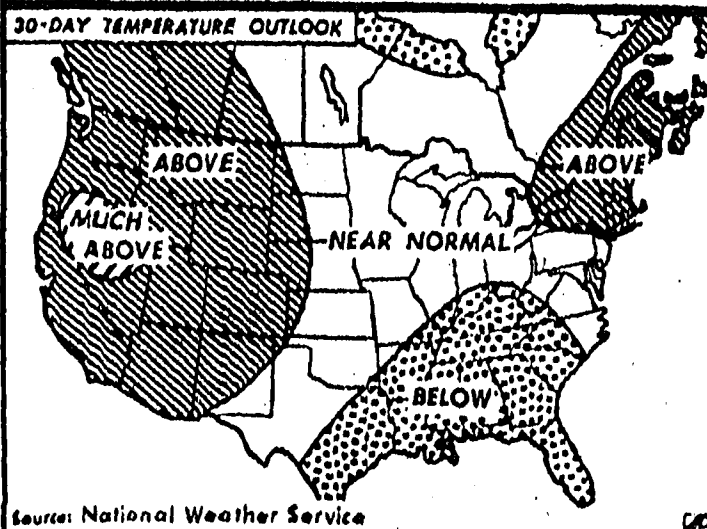 30-DAY TEMPERATURE OUTLOOK
ABOVE
ABOVE
MUCH
ABOVE
NEAR NORMAL
BELOW
Source: National Weather Service